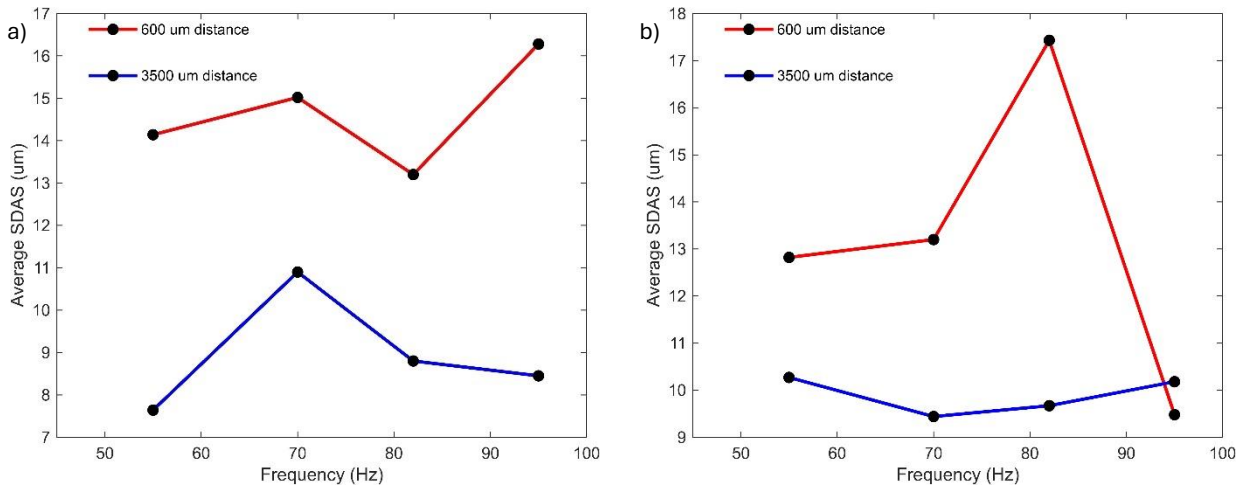 a)
600 um distance
3500 um distance
Average SDAS (um)
17
16
15
14
13
12
11
10
9
8
7
50 60 70 80 90 100
Frequency (Hz)
b)
600 um distance
3500 um distance
Average SDAS (um)
18
17
16
15
14
13
12
11
10
9
50 60 70 80 90 100
Frequency (Hz)